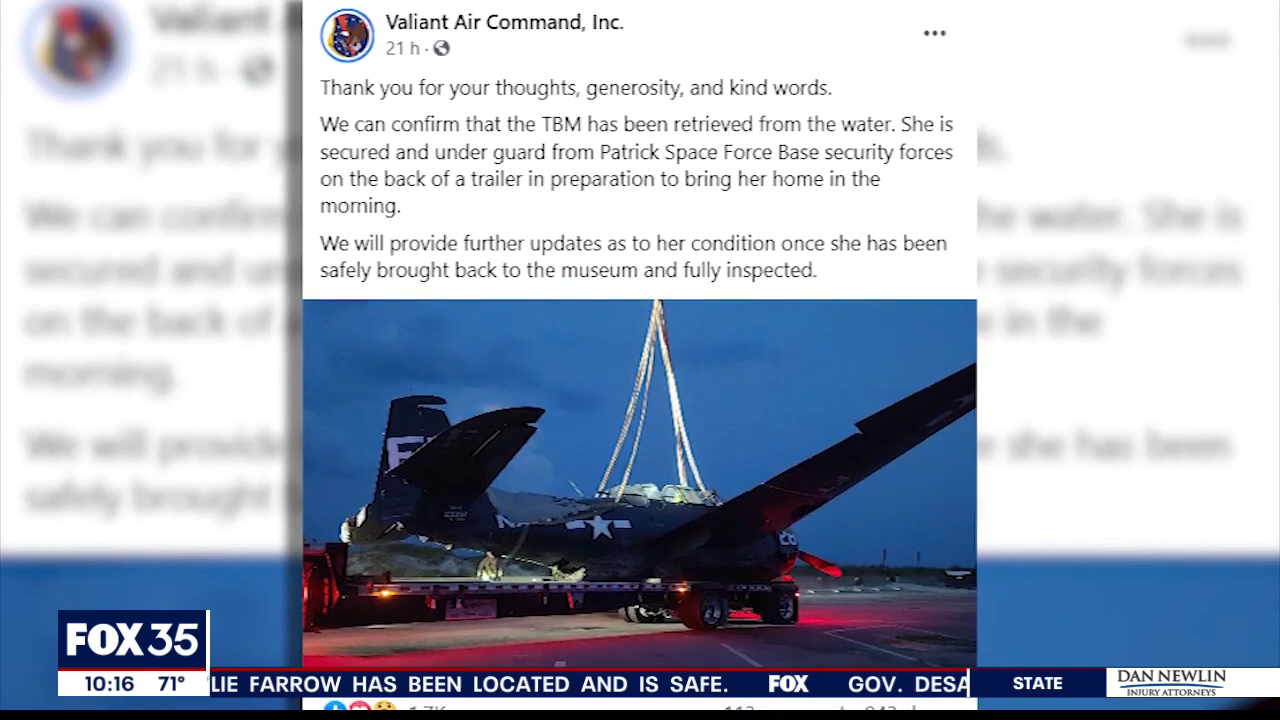 Valiant Air Command, Inc.
21 h
Thank you for your thoughts, generosity, and kind words.
We can confirm that the TBM has been retrieved from the water. She is
secured and under guard from Patrick Space Force Base security forces
on the back of a trailer in preparation to bring her home in the
morning.
We will provide further updates as to her condition once she has been
safely brought back to the museum and fully inspected.
FOX 35
10:16 71°
LIE FARROW HAS BEEN LOCATED AND IS SAFE. FOX GOV. DESA
STATE
DAN NEWLIN
INJURY ATTORNEYS